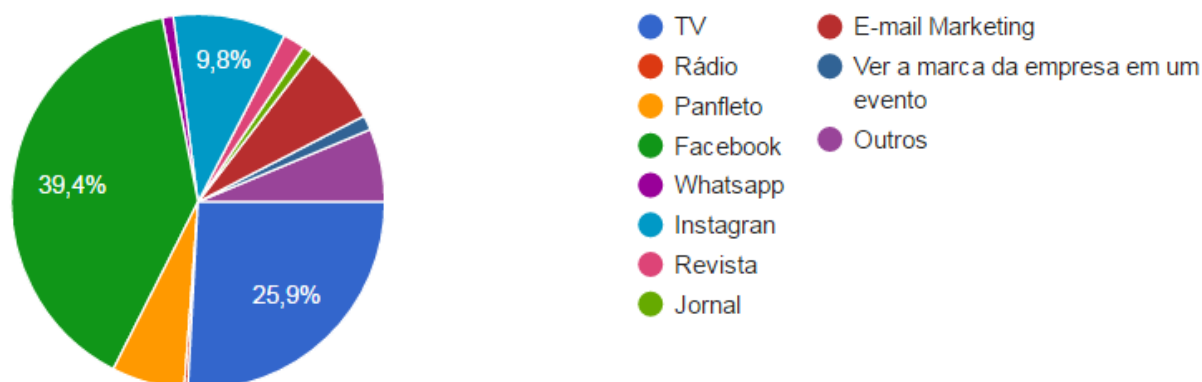 9,8%
39,4%
25,9%
TV
Rádio
Panfleto
Facebook
Whatsapp
Instagran
Revista
Jornal
E-mail Marketing
Ver a marca da empresa em um
evento
Outros